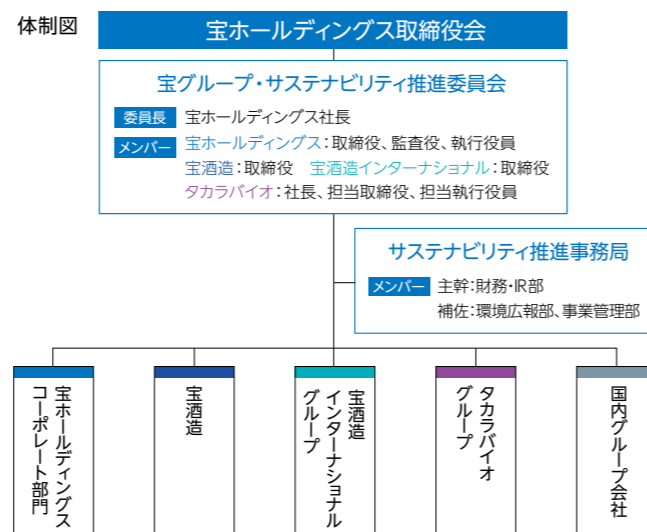 体制図
宝ホールディングス取締役会
宝グループ・サステナビリティ推進委員会
委員長 宝ホールディングス社長
メンバー 宝ホールディングス：取締役、監査役、執行役員
宝酒造：取締役 宝酒造インターナショナル：取締役
タカラバイオ：社長、担当取締役、担当執行役員
サステナビリティ推進事務局
メンバー 主幹：財務・IR部
補佐：環境広報部、事業管理部
宝ホールディングス
コーポレート部門
宝酒造
宝酒造
インターナショナル
グループ
タカラバイオ
グループ
国内グループ会社